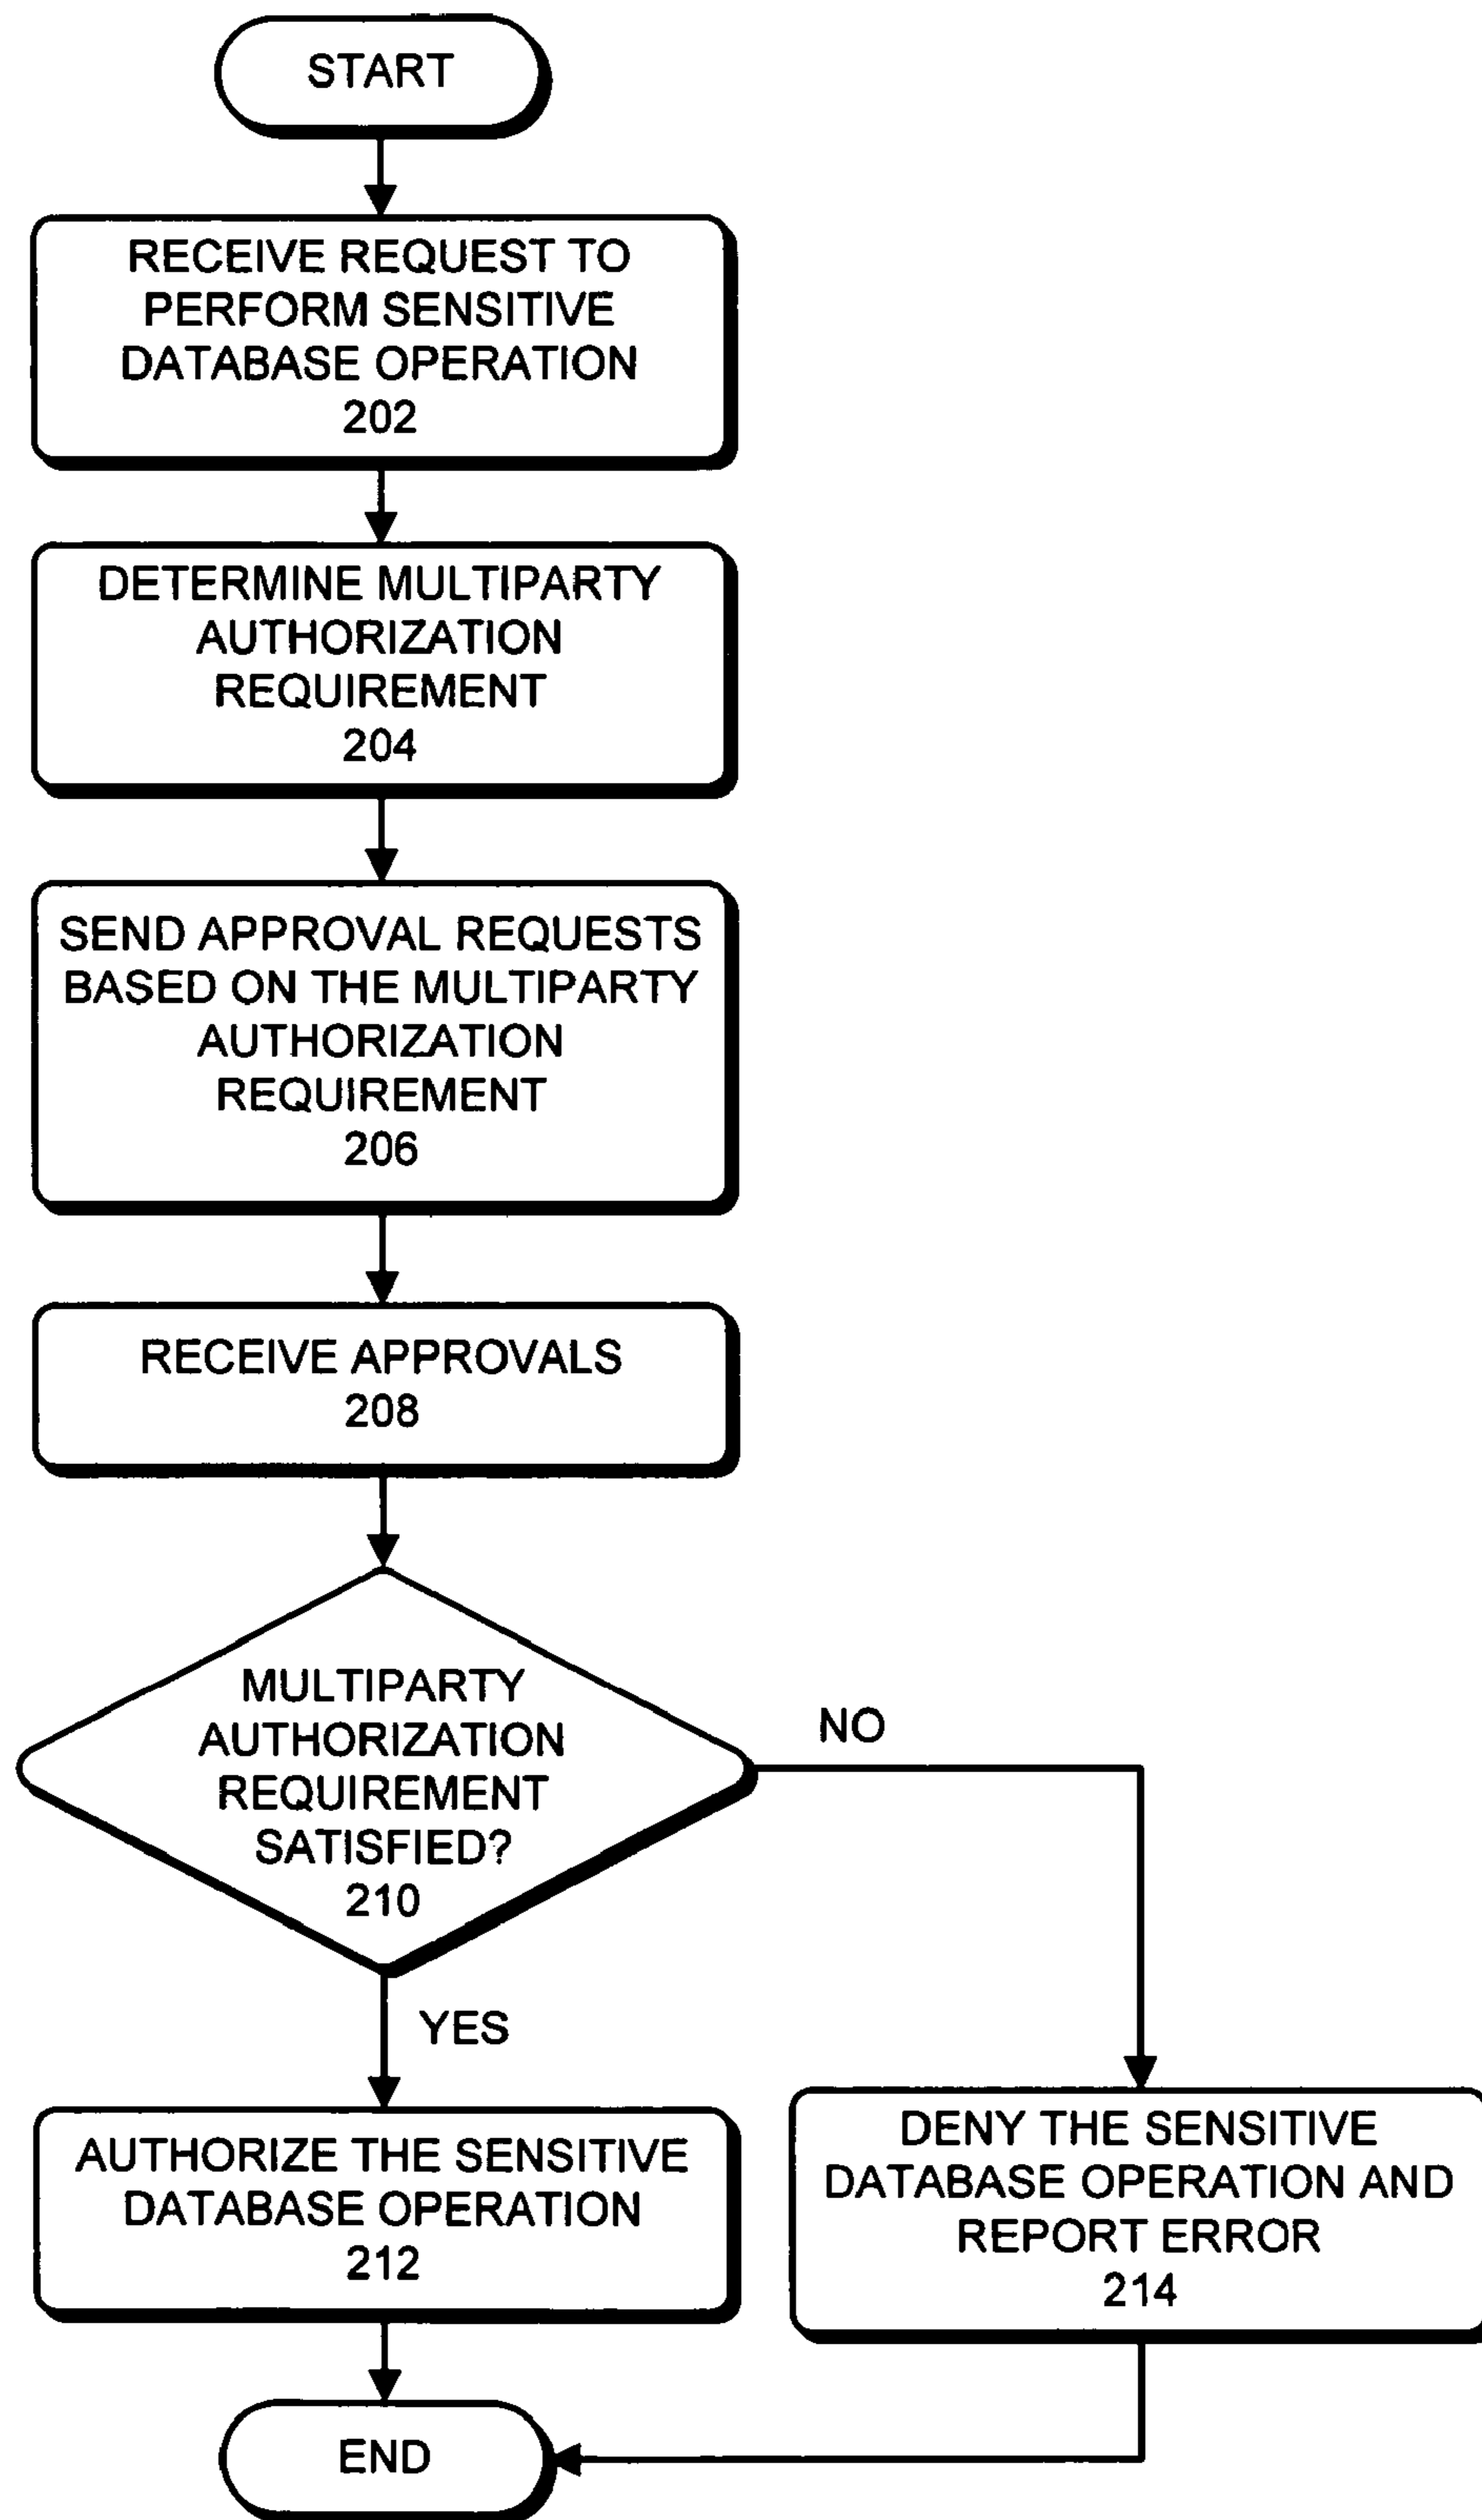 START
RECEIVE REQUEST TO
PERFORM SENSITIVE
DATABASE OPERATION
202
DETERMINE MULTIPARTY
AUTHORIZATION
REQUIREMENT
204
SEND APPROVAL REQUESTS
BASED ON THE MULTIPARTY
AUTHORIZATION
REQUIREMENT
206
RECEIVE APPROVALS
208
MULTIPARTY
AUTHORIZATION
REQUIREMENT
SATISFIED?
210
NO
YES
AUTHORIZE THE SENSITIVE
DATABASE OPERATION
212
DENY THE SENSITIVE
DATABASE OPERATION AND
REPORT ERROR
214
END